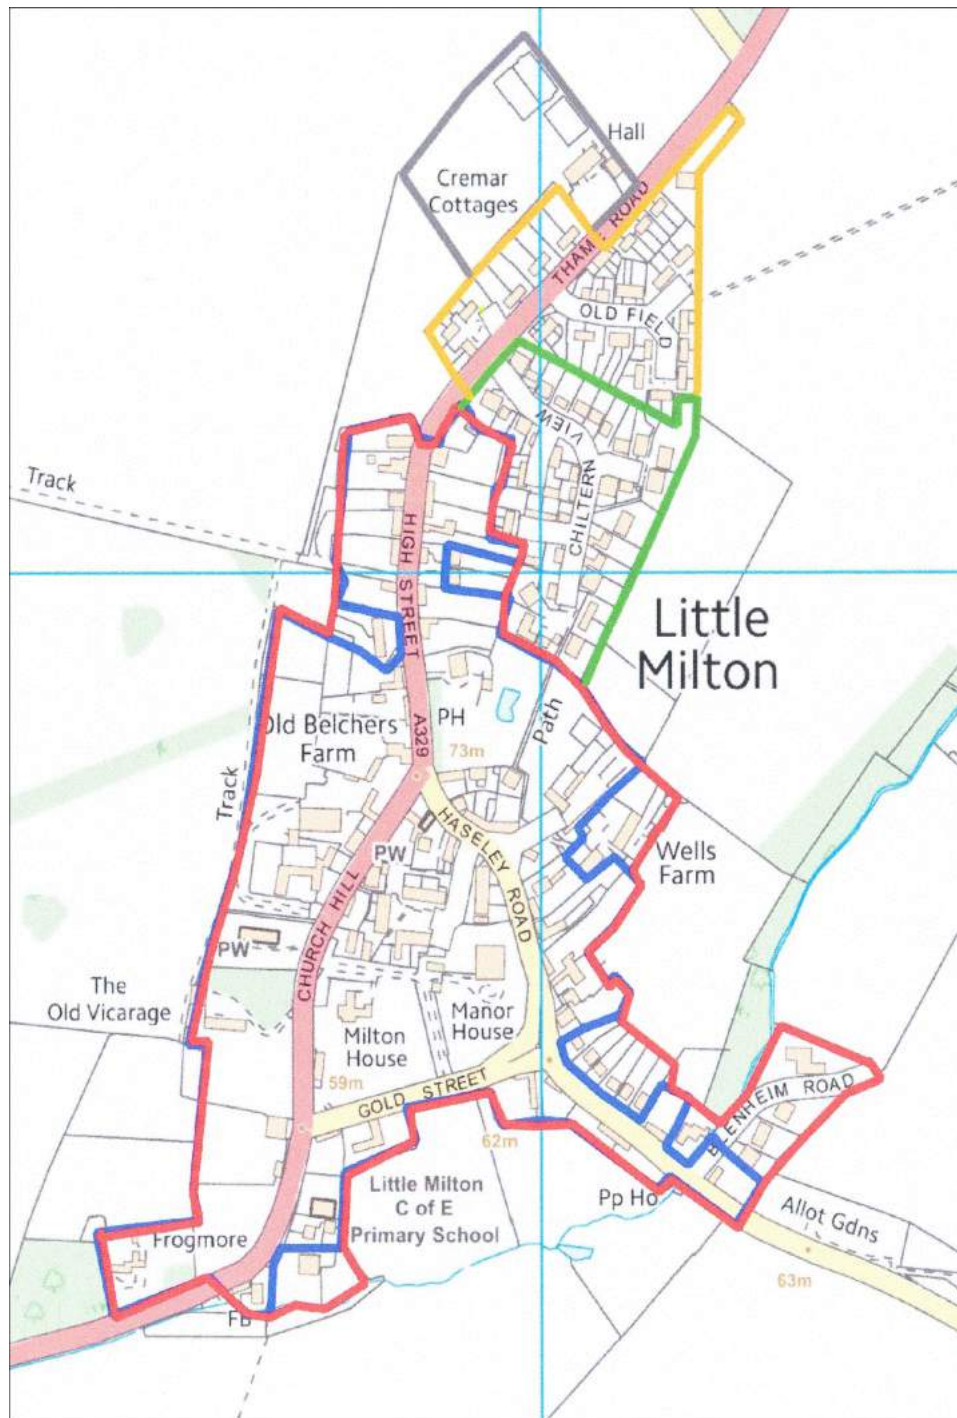 Hall
Cremar
Cottages
THAME ROAD
OLD FIELD
VIEW
CHILTERN
Track
HIGH STREET
Little
Milton
PH
A329
Path
Old Belchers
Farm
73m
Track
HASELEY ROAD
PW
Wells
Farm
CHURCH HILL
PW
The
Old Vicarage
Manor
House
Milton
House
59m
GOLD STREET
BLENHEIM ROAD
62m
Little Milton
C of E
Primary School
Pp Ho
Allot Gdns
Frogmore
63m
FB